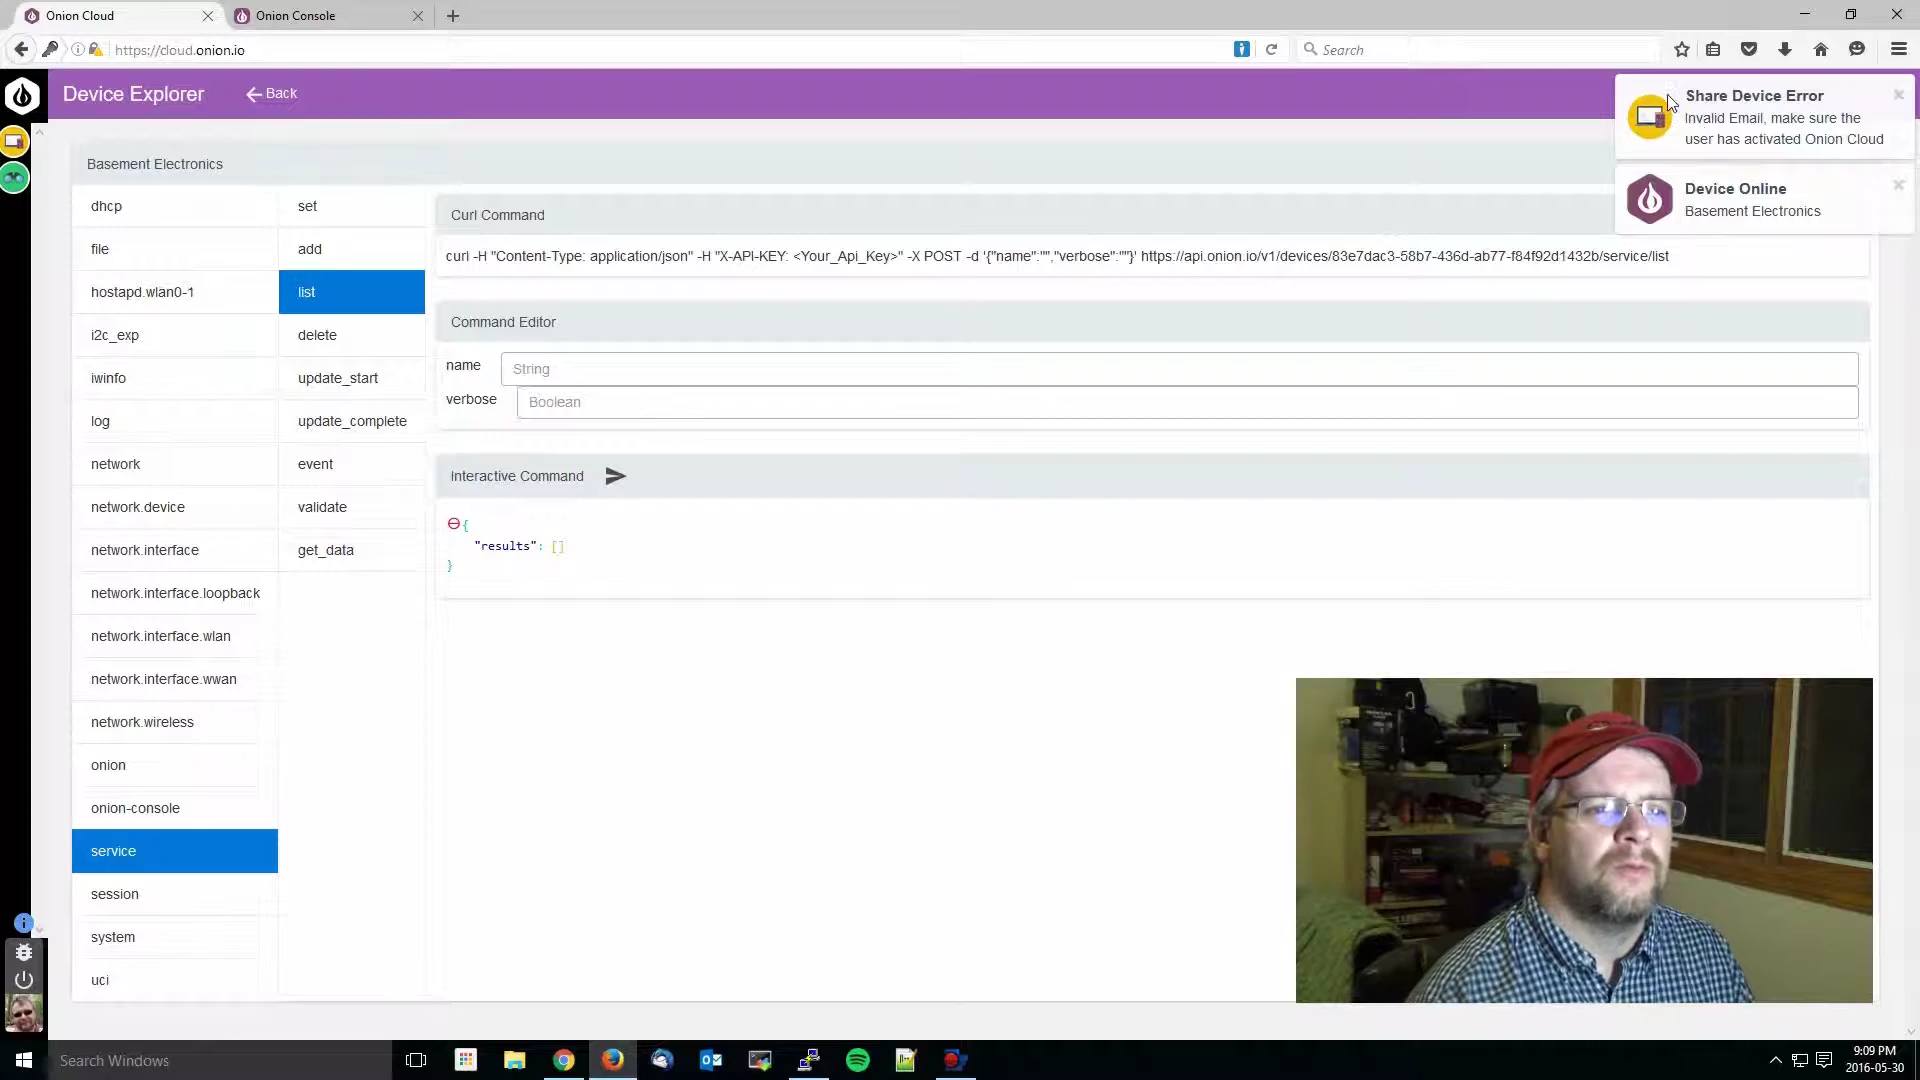 Onion Cloud
Onion Console
https://cloud.onion.io
Search
Device Explorer
Back
Share Device Error
Invalid Email, make sure the
user has activated Onion Cloud
Device Online
Basement Electronics
Basement Electronics
dhcp
file
hostapd.wlan0-1
i2c_exp
iwinfo
log
network
network.device
network.interface
network.interface.loopback
network.interface.wlan
network.interface.wwan
network.wireless
onion
onion-console
service
session
system
uci
set
add
list
delete
update_start
update_complete
event
validate
get_data
Curl Command
curl -H "Content-Type: application/json" -H "X-API-KEY: <Your_Api_Key>" -X POST -d '{"name":"","verbose":""}' https://api.onion.io/v1/devices/83e7dac3-58b7-436d-ab77-f84f92d1432b/service/list
Command Editor
name
String
verbose
Boolean
Interactive Command
{
"results": []
}
Search Windows
9:09 PM
2016-05-30